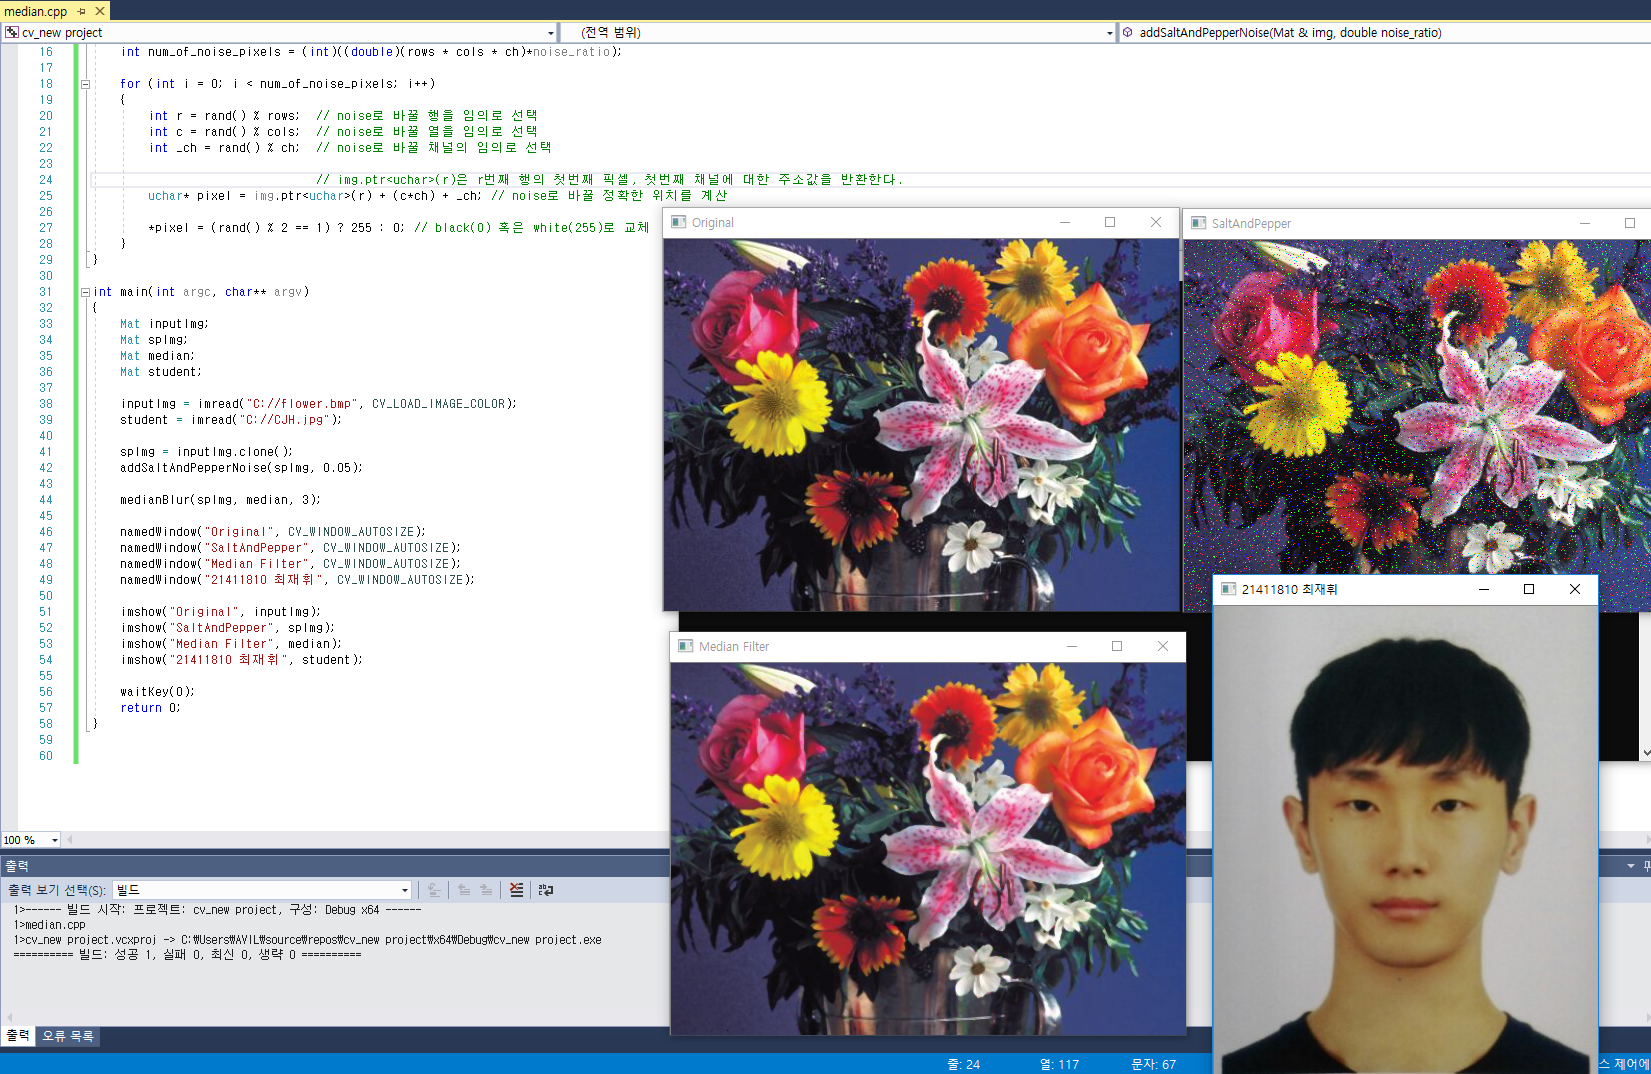 median.cpp
cv_new project
(전역 범위)
addSaltAndPepperNoise(Mat & img, double noise_ratio)
16 int num_of_noise_pixels = (int)((double)(rows * cols * ch)*noise_ratio);
17
18 for (int i = 0; i < num_of_noise_pixels; i++)
19 {
20 int r = rand() % rows; // noise로 바꿀 행을 임의로 선택
21 int c = rand() % cols; // noise로 바꿀 열을 임의로 선택
22 int _ch = rand() % ch; // noise로 바꿀 채널의 임의로 선택
23
24 // img.ptr<uchar>(r)은 r번째 행의 첫번째 픽셀, 첫번째 채널에 대한 주소값을 반환한다.
25 uchar* pixel = img.ptr<uchar>(r) + (c*ch) + _ch; // noise로 바꿀 정확한 위치를 계산
26
27 *pixel = (rand() % 2 == 1) ? 255 : 0; // black(0) 혹은 white(255)로 교체
28 }
29 }
30
31 int main(int argc, char** argv)
32 {
33 Mat inputImg;
34 Mat spImg;
35 Mat median;
36 Mat student;
37
38 inputImg = imread("C://flower.bmp", CV_LOAD_IMAGE_COLOR);
39 student = imread("C://CJH.jpg");
40
41 spImg = inputImg.clone();
42 addSaltAndPepperNoise(spImg, 0.05);
43
44 medianBlur(spImg, median, 3);
45
46 namedWindow("Original", CV_WINDOW_AUTOSIZE);
47 namedWindow("SaltAndPepper", CV_WINDOW_AUTOSIZE);
48 namedWindow("Median Filter", CV_WINDOW_AUTOSIZE);
49 namedWindow("21411810 최재휘", CV_WINDOW_AUTOSIZE);
50
51 imshow("Original", inputImg);
52 imshow("SaltAndPepper", spImg);
53 imshow("Median Filter", median);
54 imshow("21411810 최재휘", student);
55
56 waitKey(0);
57 return 0;
58 }
59
60
Original
SaltAndPepper
Median Filter
21411810 최재휘
100 %
출력
출력 보기 선택(S): 빌드
1>------ 빌드 시작: 프로젝트: cv_new project, 구성: Debug x64 ------
1>median.cpp
1>cv_new project.vcxproj -> C:\Users\AVIL\source\repos\cv_new project\x64\Debug\cv_new project.exe
========== 빌드: 성공 1, 실패 0, 최신 0, 생략 0 ==========
출력 오류 목록
줄: 24 열: 117 문자: 67
스 제어에